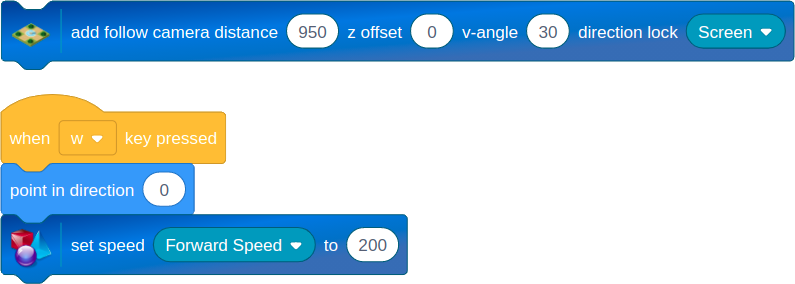 add follow camera distance 950 z offset 0 v-angle 30 direction lock Screen
when w key pressed
point in direction 0
set speed Forward Speed to 200